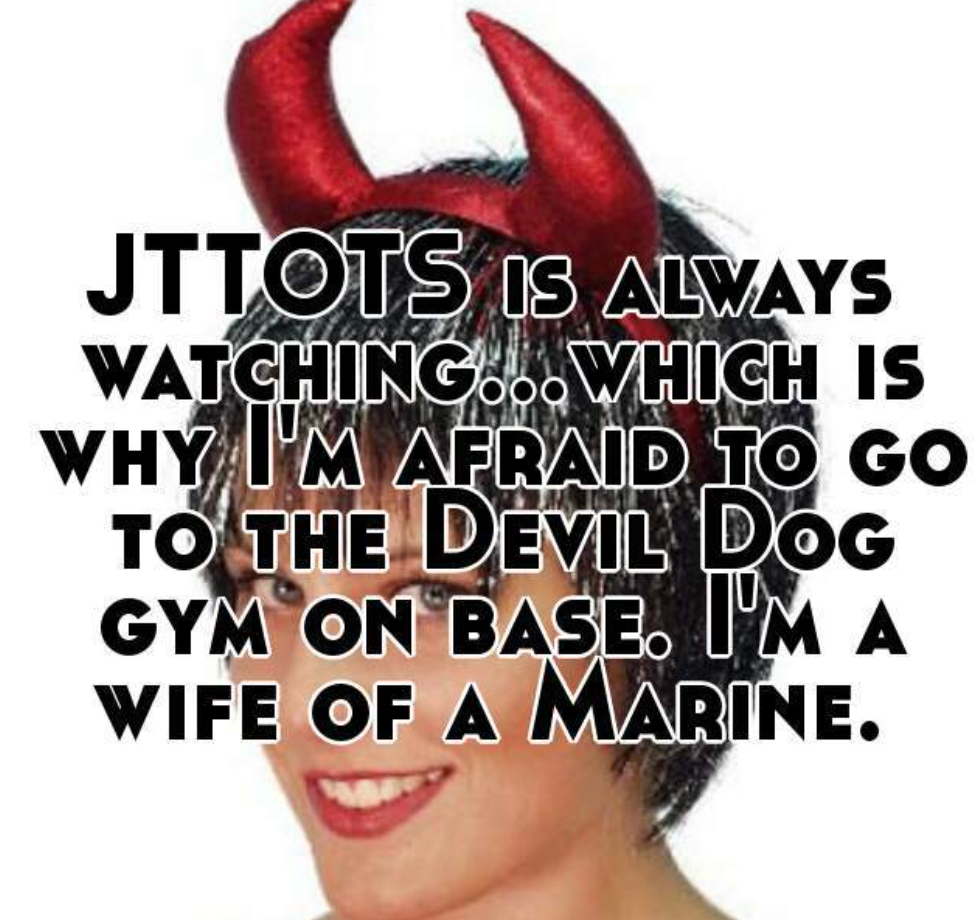 JTTOTS is always
watching...which is
why I'm afraid to go
to the Devil Dog
gym on base. I'm a
wife of a Marine.